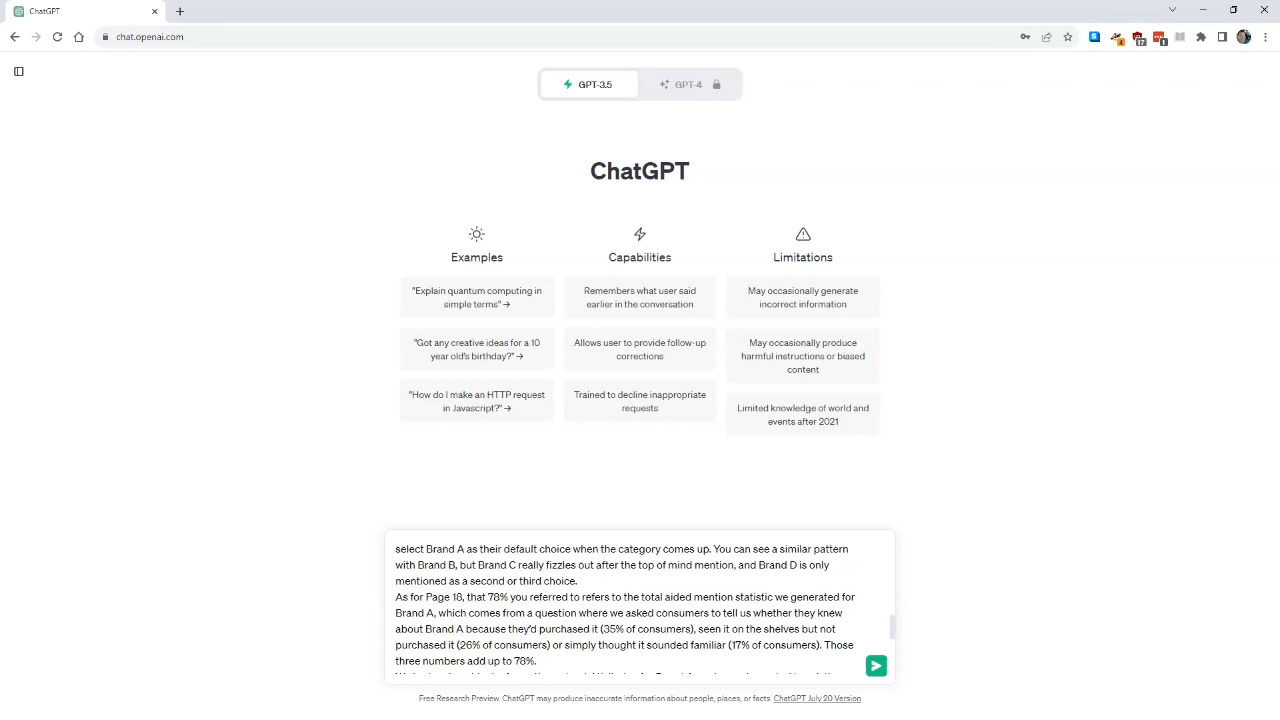 ChatGPT
chat.openai.com
4
17
1
GPT-3.5
GPT-4
ChatGPT
Examples
Capabilities
Limitations
"Explain quantum computing in
simple terms" →
Remembers what user said
earlier in the conversation
May occasionally generate
incorrect information
"Got any creative ideas for a 10
year old's birthday?" →
Allows user to provide follow-up
corrections
May occasionally produce
harmful instructions or biased
content
"How do I make an HTTP request
in Javascript?" →
Trained to decline inappropriate
requests
Limited knowledge of world and
events after 2021
select Brand A as their default choice when the category comes up. You can see a similar pattern
with Brand B, but Brand C really fizzles out after the top of mind mention, and Brand D is only
mentioned as a second or third choice.
As for Page 18, that 78% you referred to refers to the total aided mention statistic we generated for
Brand A, which comes from a question where we asked consumers to tell us whether they knew
about Brand A because they'd purchased it (35% of consumers), seen it on the shelves but not
purchased it (26% of consumers) or simply thought it sounded familiar (17% of consumers). Those
three numbers add up to 78%.
Free Research Preview. ChatGPT may produce inaccurate information about people, places, or facts. ChatGPT July 20 Version